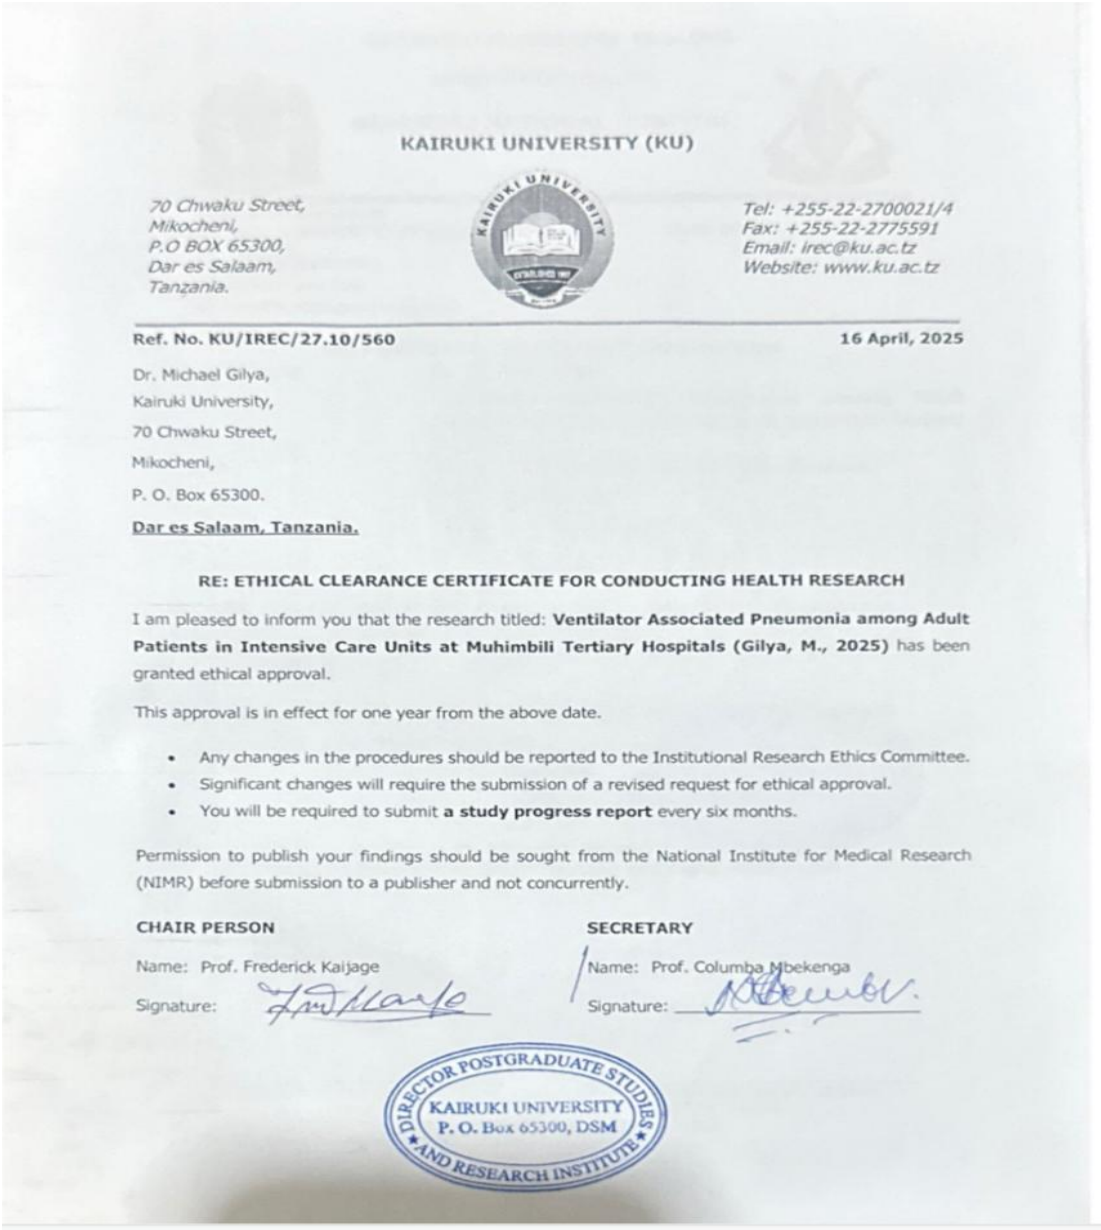 KAIRUKI UNIVERSITY (KU)
70 Chwaku Street,
Mikocheni,
P.O BOX 65300,
Dar es Salaam,
Tanzania.
KAIRUKI UNIVERSITY
Tel: +255-22-2700021/4
Fax: +255-22-2775591
Email: irec@ku.ac.tz
Website: www.ku.ac.tz
Ref. No. KU/IREC/27.10/560 16 April, 2025
Dr. Michael Gilya,
Kairuki University,
70 Chwaku Street,
Mikocheni,
P. O. Box 65300.
Dar es Salaam, Tanzania.
RE: ETHICAL CLEARANCE CERTIFICATE FOR CONDUCTING HEALTH RESEARCH
I am pleased to inform you that the research titled: Ventilator Associated Pneumonia among Adult
Patients in Intensive Care Units at Muhimbili Tertiary Hospitals (Gilya, M., 2025) has been
granted ethical approval.
This approval is in effect for one year from the above date.
• Any changes in the procedures should be reported to the Institutional Research Ethics Committee.
• Significant changes will require the submission of a revised request for ethical approval.
• You will be required to submit a study progress report every six months.
Permission to publish your findings should be sought from the National Institute for Medical Research
(NIMR) before submission to a publisher and not concurrently.
CHAIR PERSON SECRETARY
Name: Prof. Frederick Kaijage Name: Prof. Columba Mbekenga
Signature: Signature:
DIRECTOR POSTGRADUATE STUDIES
KAIRUKI UNIVERSITY
P. O. Box 65300, DSM
★ AND RESEARCH INSTITUTE ★